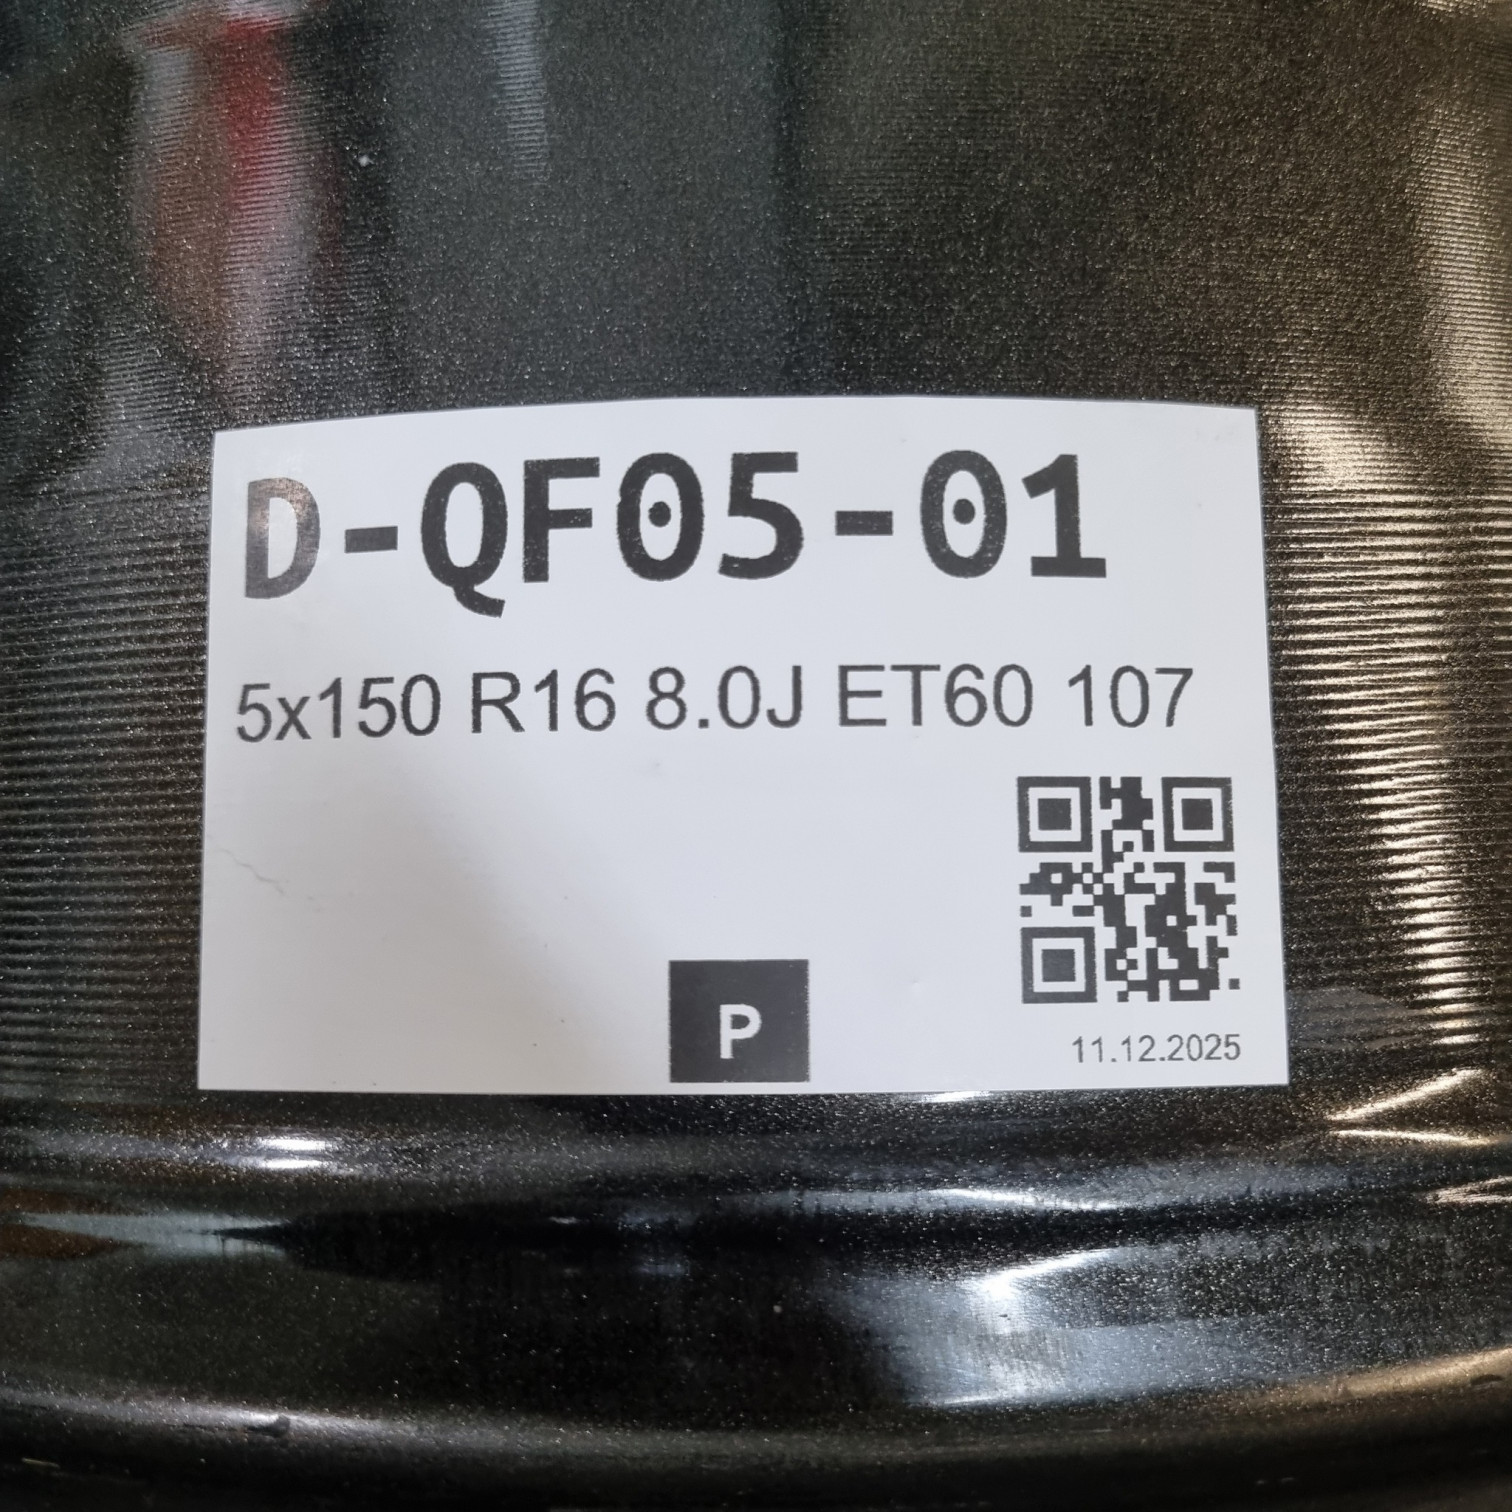 D-QF05-01
5x150 R16 8.0J ET60 107
P
11.12.2025